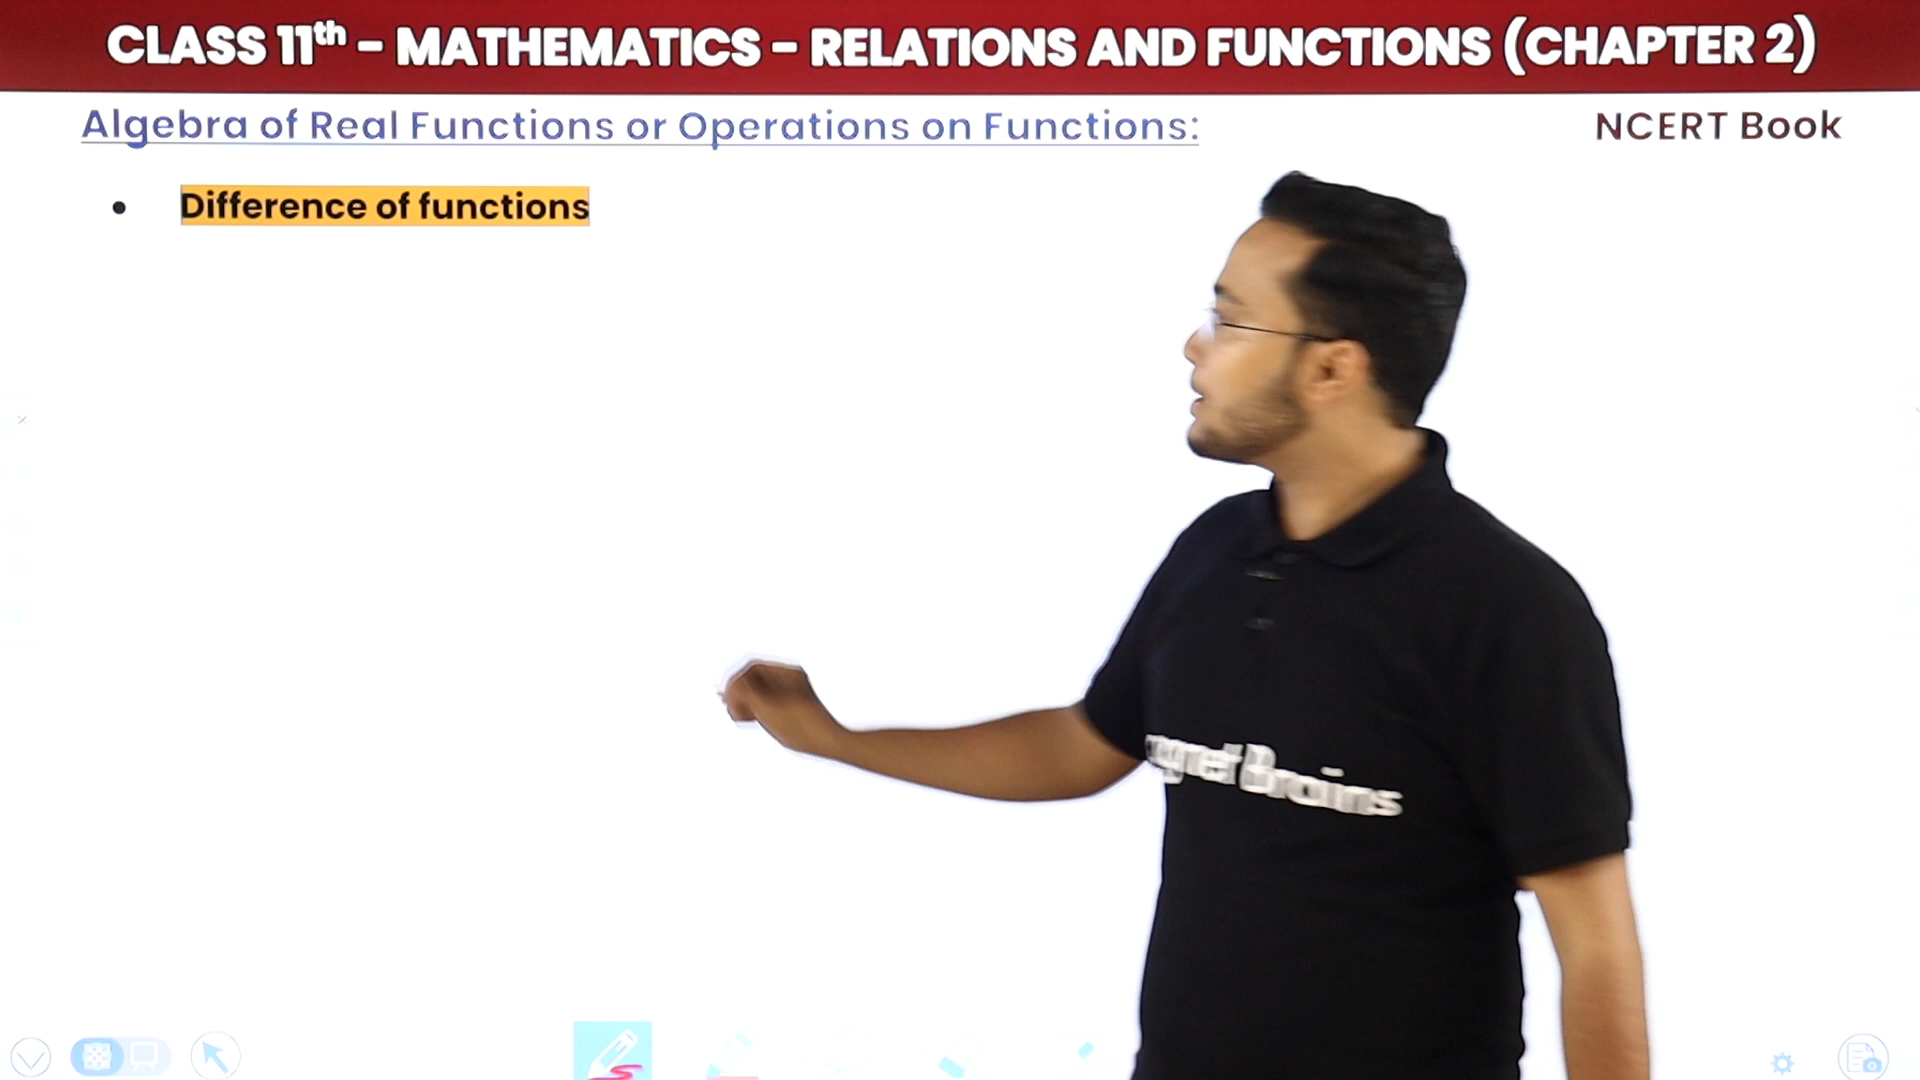 CLASS 11th - MATHEMATICS - RELATIONS AND FUNCTIONS (CHAPTER 2)
Algebra of Real Functions or Operations on Functions:
NCERT Book
• Difference of functions
Brains